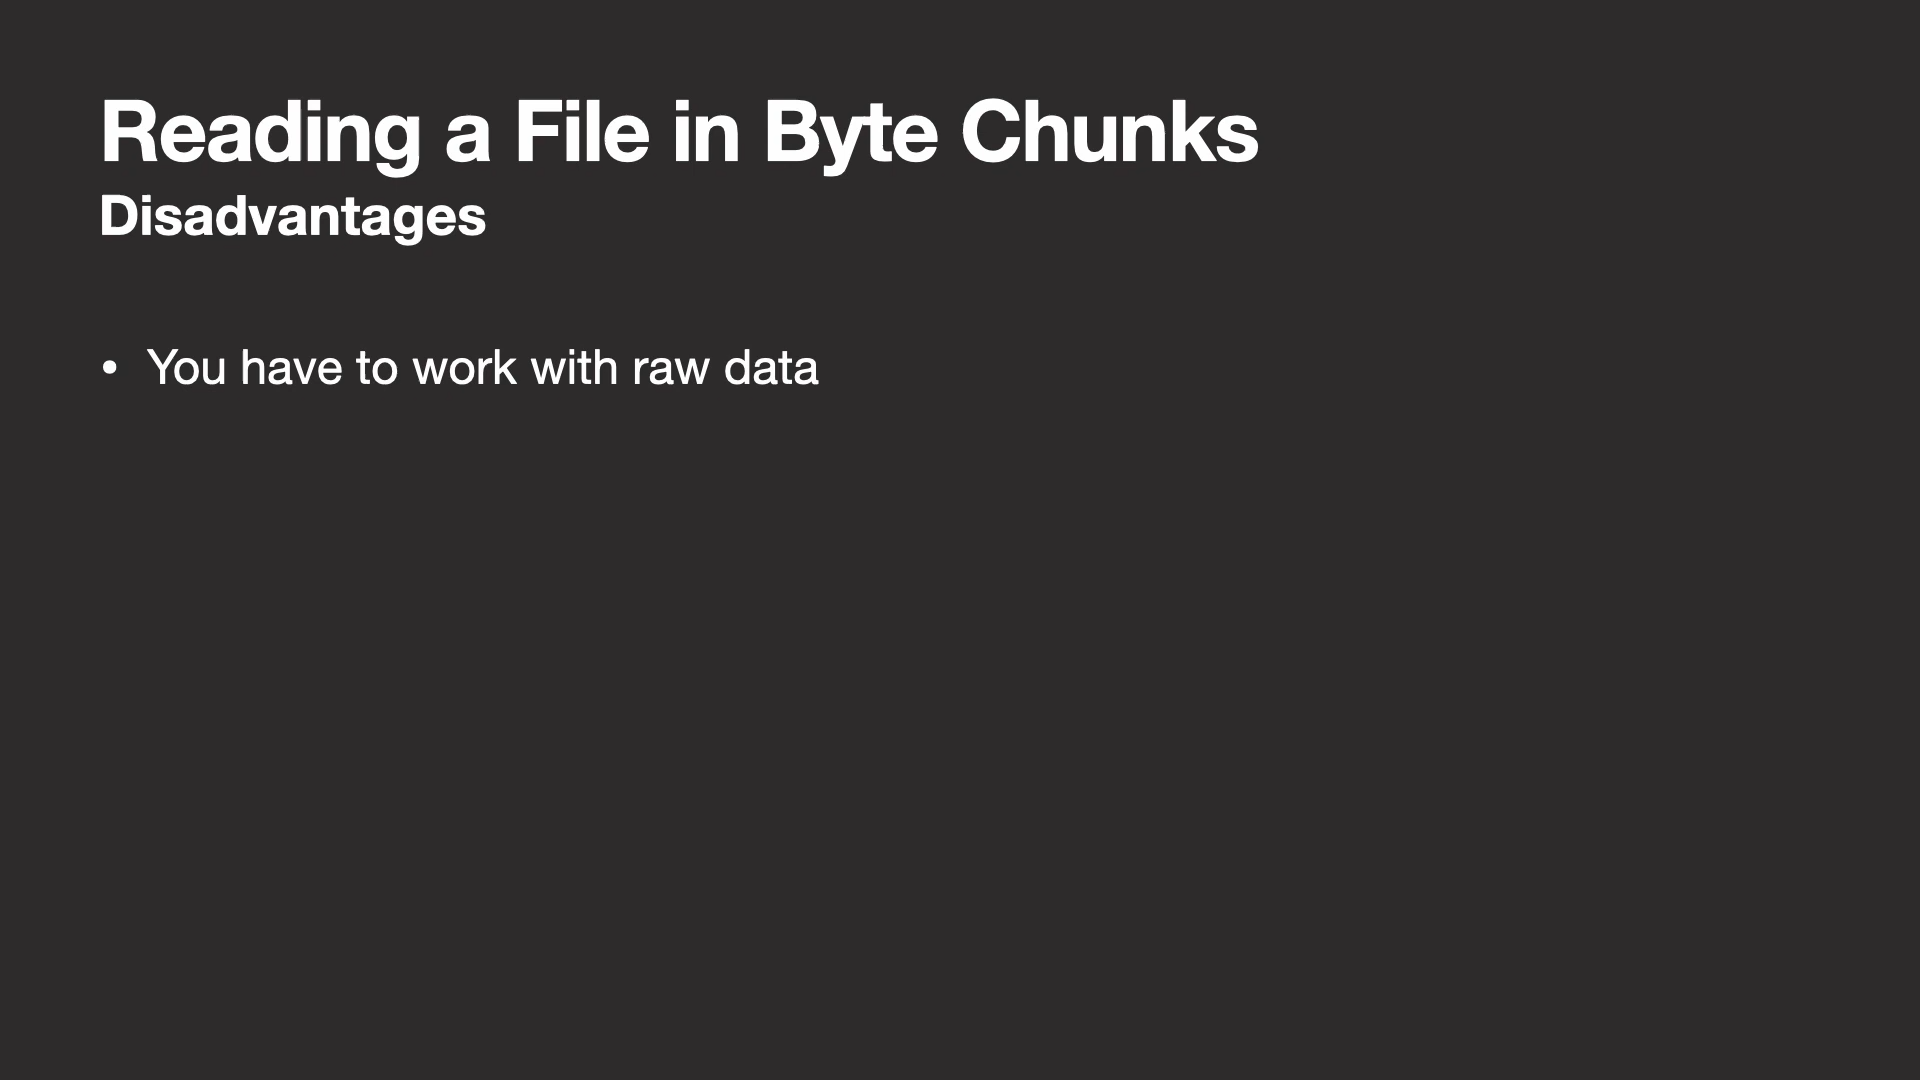 Reading a File in Byte Chunks
Disadvantages
• You have to work with raw data